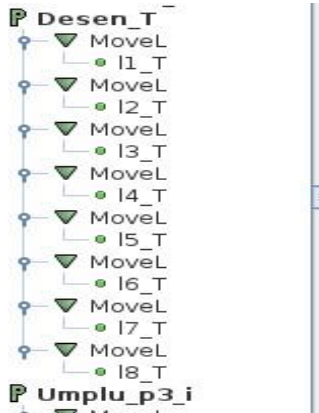 Desen_T
MoveL
l1_T
MoveL
l2_T
MoveL
l3_T
MoveL
l4_T
MoveL
l5_T
MoveL
l6_T
MoveL
l7_T
MoveL
l8_T
Umplu_p3_i